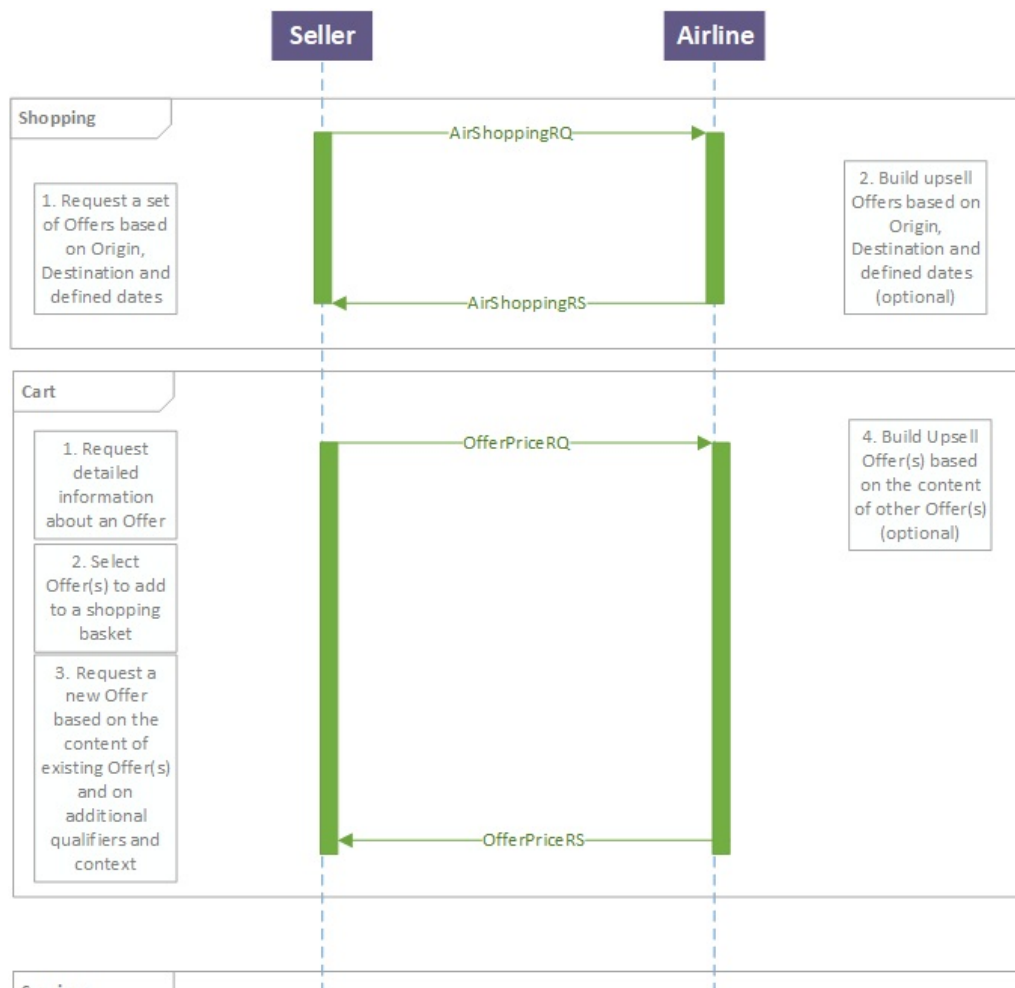 Seller
Airline
Shopping
AirShoppingRQ
1. Request a set
of Offers based
on Origin,
Destination and
defined dates
2. Build upsell
Offers based on
Origin,
Destination and
defined dates
(optional)
AirShoppingRS
Cart
OfferPriceRQ
1. Request
detailed
information
about an Offer
2. Select
Offer(s) to add
to a shopping
basket
3. Request a
new Offer
based on the
content of
existing Offer(s)
and on
additional
qualifiers and
context
4. Build Upsell
Offer(s) based
on the content
of other Offer(s)
(optional)
OfferPriceRS